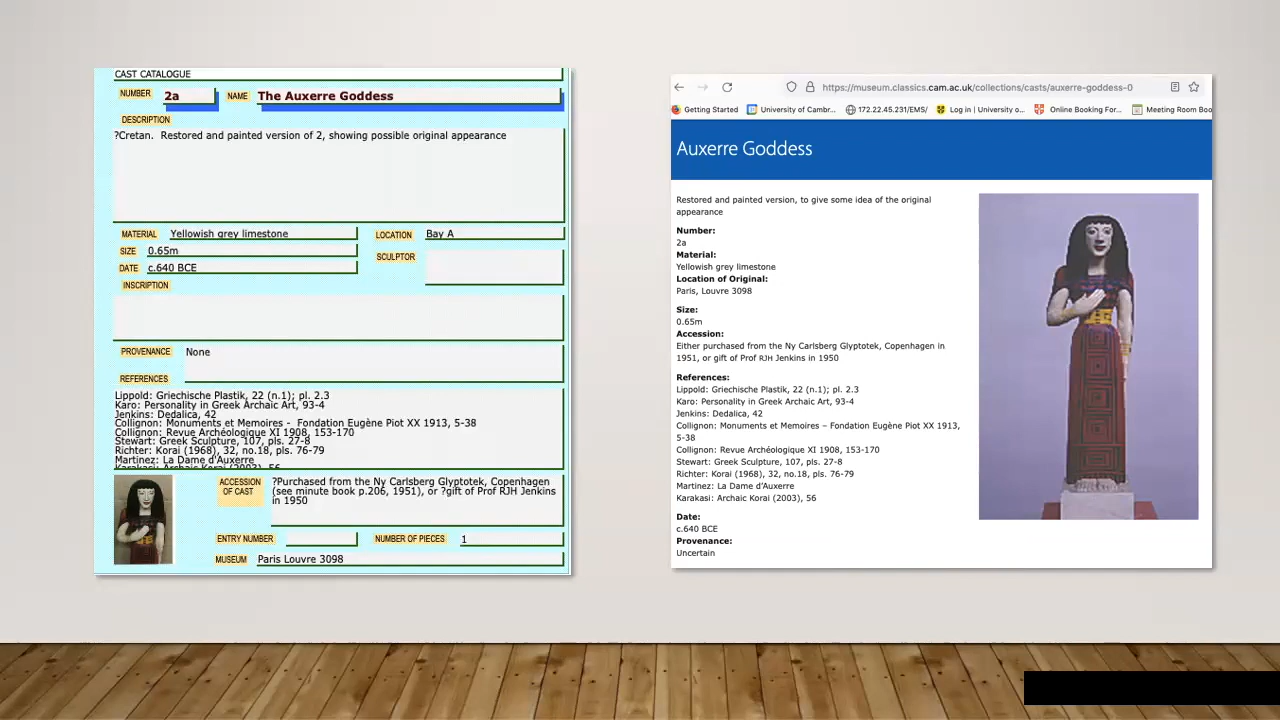 CAST CATALOGUE
NUMBER 2a NAME The Auxerre Goddess
DESCRIPTION
?Cretan. Restored and painted version of 2, showing possible original appearance
MATERIAL Yellowish grey limestone LOCATION Bay A
SIZE 0.65m SCULPTOR
DATE c.640 BCE
INSCRIPTION
PROVENANCE None
REFERENCES
Lippold: Griechische Plastik, 22 (n.1); pl. 2.3
Karo: Personality in Greek Archaic Art, 93-4
Jenkins: Dedalica, 42
Collignon: Monuments et Memoires - Fondation Eugène Piot XX 1913, 5-38
Collignon: Revue Archéologique XI 1908, 153-170
Stewart: Greek Sculpture, 107, pls. 27-8
Richter: Korai (1968), 32, no.18, pls. 76-79
Martinez: La Dame d'Auxerre
Karakasi: Archaic Korai (2003), 56
ACCESSION OF CAST
?Purchased from the Ny Carlsberg Glyptotek, Copenhagen
(see minute book p.206, 1951), or ?gift of Prof RJH Jenkins
in 1950
ENTRY NUMBER NUMBER OF PIECES 1
MUSEUM Paris Louvre 3098
https://museum.classics.cam.ac.uk/collections/casts/auxerre-goddess-0
Getting Started University of Cambr... 172.22.45.231/EMS/ Log in | University o... Online Booking For... Meeting Room Boo
Auxerre Goddess
Restored and painted version, to give some idea of the original
appearance
Number:
2a
Material:
Yellowish grey limestone
Location of Original:
Paris, Louvre 3098
Size:
0.65m
Accession:
Either purchased from the Ny Carlsberg Glyptotek, Copenhagen in
1951, or gift of Prof RJH Jenkins in 1950
References:
Lippold: Griechische Plastik, 22 (n.1); pl. 2.3
Karo: Personality in Greek Archaic Art, 93-4
Jenkins: Dedalica, 42
Collignon: Monuments et Memoires – Fondation Eugène Piot XX 1913,
5-38
Collignon: Revue Archéologique XI 1908, 153-170
Stewart: Greek Sculpture, 107, pls. 27-8
Richter: Korai (1968), 32, no.18, pls. 76-79
Martinez: La Dame d'Auxerre
Karakasi: Archaic Korai (2003), 56
Date:
c.640 BCE
Provenance:
Uncertain